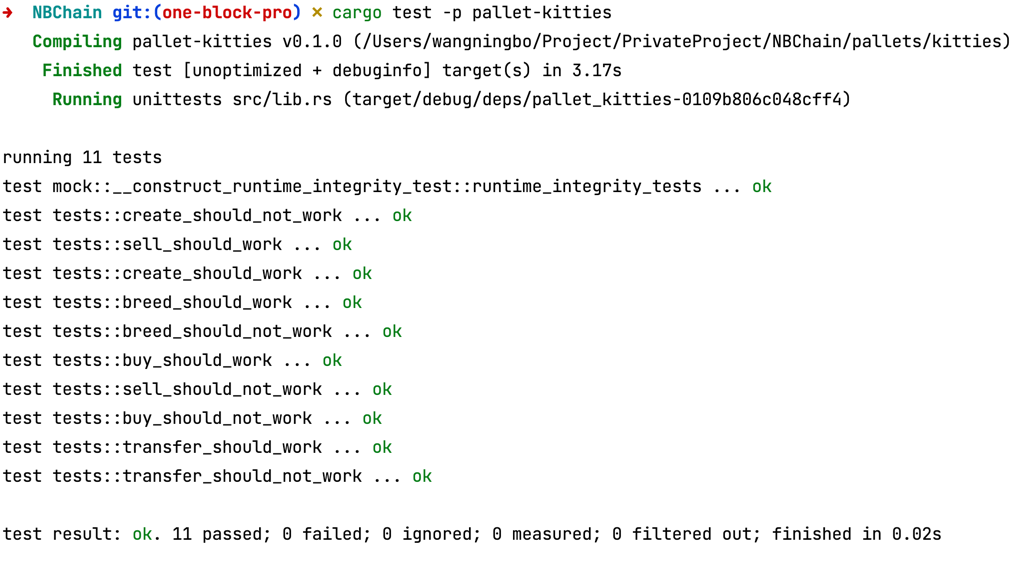 ➜  NBChain git:(one-block-pro) ✗ cargo test -p pallet-kitties
   Compiling pallet-kitties v0.1.0 (/Users/wangningbo/Project/PrivateProject/NBChain/pallets/kitties)
    Finished test [unoptimized + debuginfo] target(s) in 3.17s
     Running unittests src/lib.rs (target/debug/deps/pallet_kitties-0109b806c048cff4)
running 11 tests
test mock::__construct_runtime_integrity_test::runtime_integrity_tests ... ok
test tests::create_should_not_work ... ok
test tests::sell_should_work ... ok
test tests::create_should_work ... ok
test tests::breed_should_work ... ok
test tests::breed_should_not_work ... ok
test tests::buy_should_work ... ok
test tests::sell_should_not_work ... ok
test tests::buy_should_not_work ... ok
test tests::transfer_should_work ... ok
test tests::transfer_should_not_work ... ok
test result: ok. 11 passed; 0 failed; 0 ignored; 0 measured; 0 filtered out; finished in 0.02s